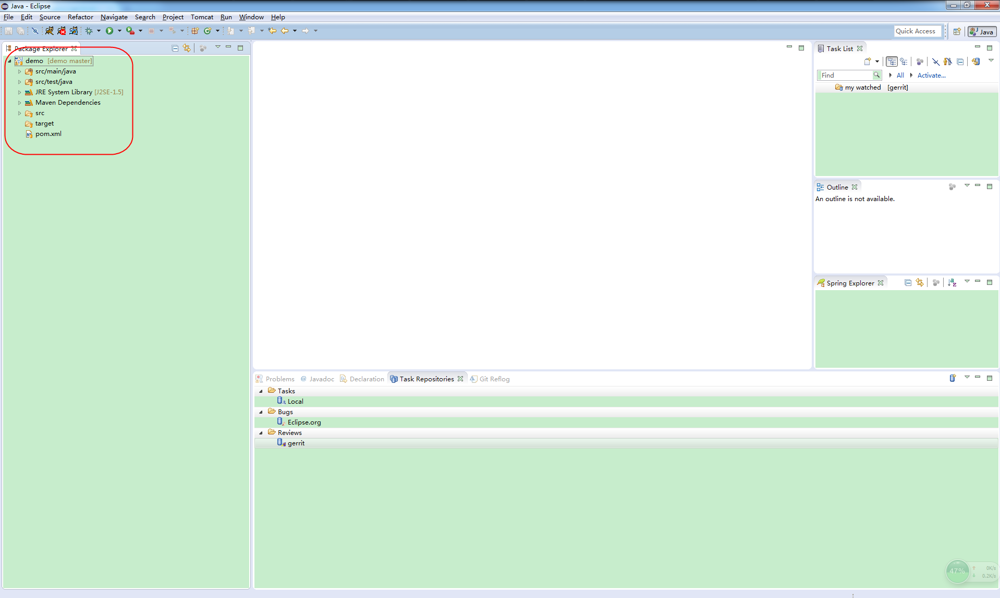 Java - Eclipse
File Edit Source Refactor Navigate Search Project Tomcat Run Window Help
Quick Access
Java
Package Explorer
demo [demo master]
src/main/java
src/test/java
JRE System Library [J2SE-1.5]
Maven Dependencies
src
target
pom.xml
Task List
Find
All
Activate...
my watched [gerrit]
Outline
An outline is not available.
Spring Explorer
Problems
@ Javadoc
Declaration
Task Repositories
Git Reflog
Tasks
Local
Bugs
Eclipse.org
Reviews
gerrit
47%
0K/s
0.2K/s